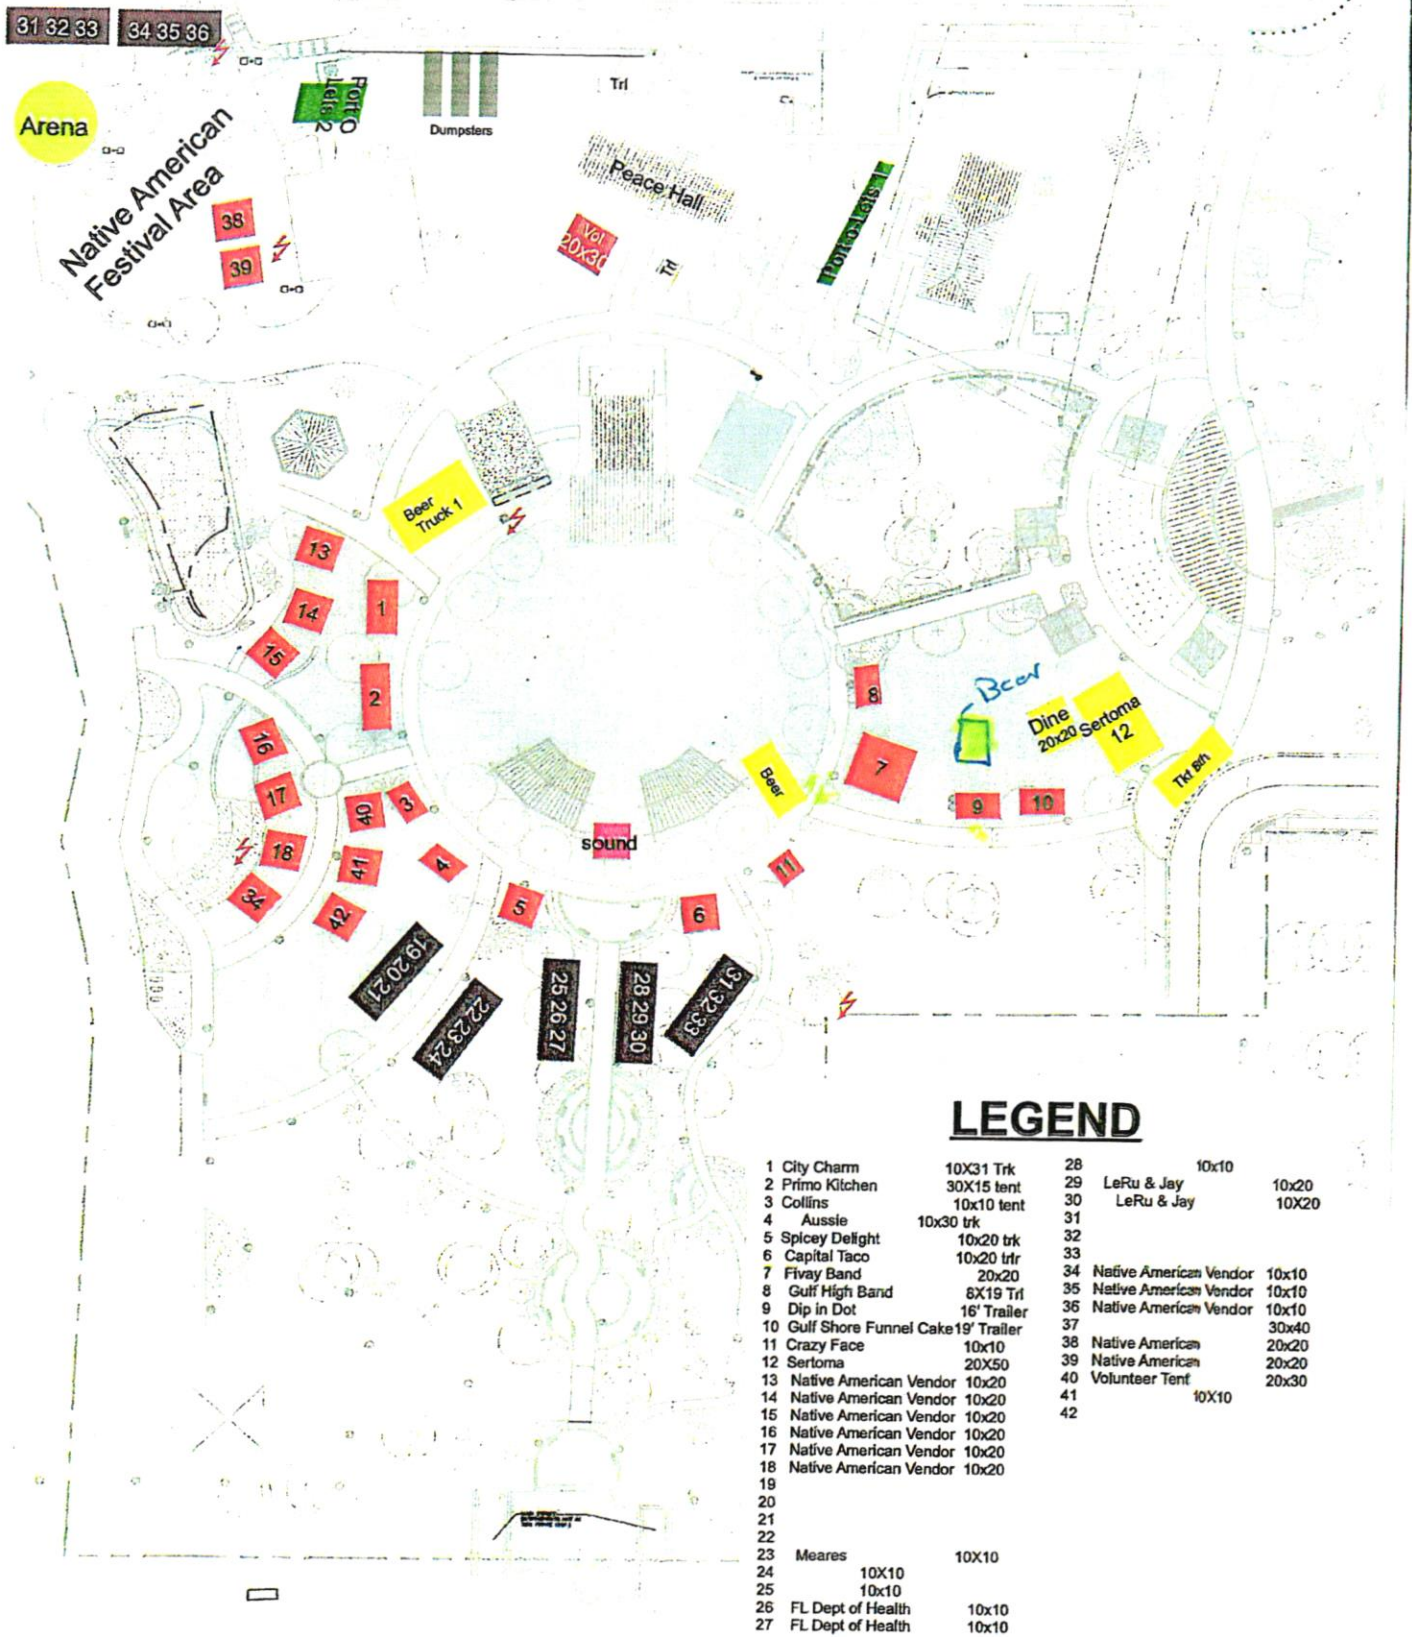 31 32 33 34 35 36
Arena
Native American
Festival Area
Port O
Lets 2
Dumpsters
Trl
Peace Hall
Vol
20x30
Trl
Port o Lets 1
38
39
Beer
Truck 1
13
14
15
1
2
16
17
18
34
40
41
42
3
4
5
6
sound
Beer
11
8
7
Beer
Dine
20x20
Sertoma
12
Tkt Bth
9
10
19 20 21
22 23 24
25 26 27
28 29 30
31 32 33
LEGEND
1 City Charm 10X31 Trk
2 Primo Kitchen 30X15 tent
3 Collins 10x10 tent
4 Aussie 10x30 trk
5 Spicey Delight 10x20 trk
6 Capital Taco 10x20 trlr
7 Fivay Band 20x20
8 Gulf High Band 8X19 Trl
9 Dip in Dot 16' Trailer
10 Gulf Shore Funnel Cake 19' Trailer
11 Crazy Face 10x10
12 Sertoma 20X50
13 Native American Vendor 10x20
14 Native American Vendor 10x20
15 Native American Vendor 10x20
16 Native American Vendor 10x20
17 Native American Vendor 10x20
18 Native American Vendor 10x20
19
20
21
22
23 Meares 10X10
24 10X10
25 10x10
26 FL Dept of Health 10x10
27 FL Dept of Health 10x10
28 10x10
29 LeRu & Jay 10x20
30 LeRu & Jay 10X20
31
32
33
34 Native American Vendor 10x10
35 Native American Vendor 10x10
36 Native American Vendor 10x10
37 30x40
38 Native American 20x20
39 Native American 20x20
40 Volunteer Tent 20x30
41 10X10
42